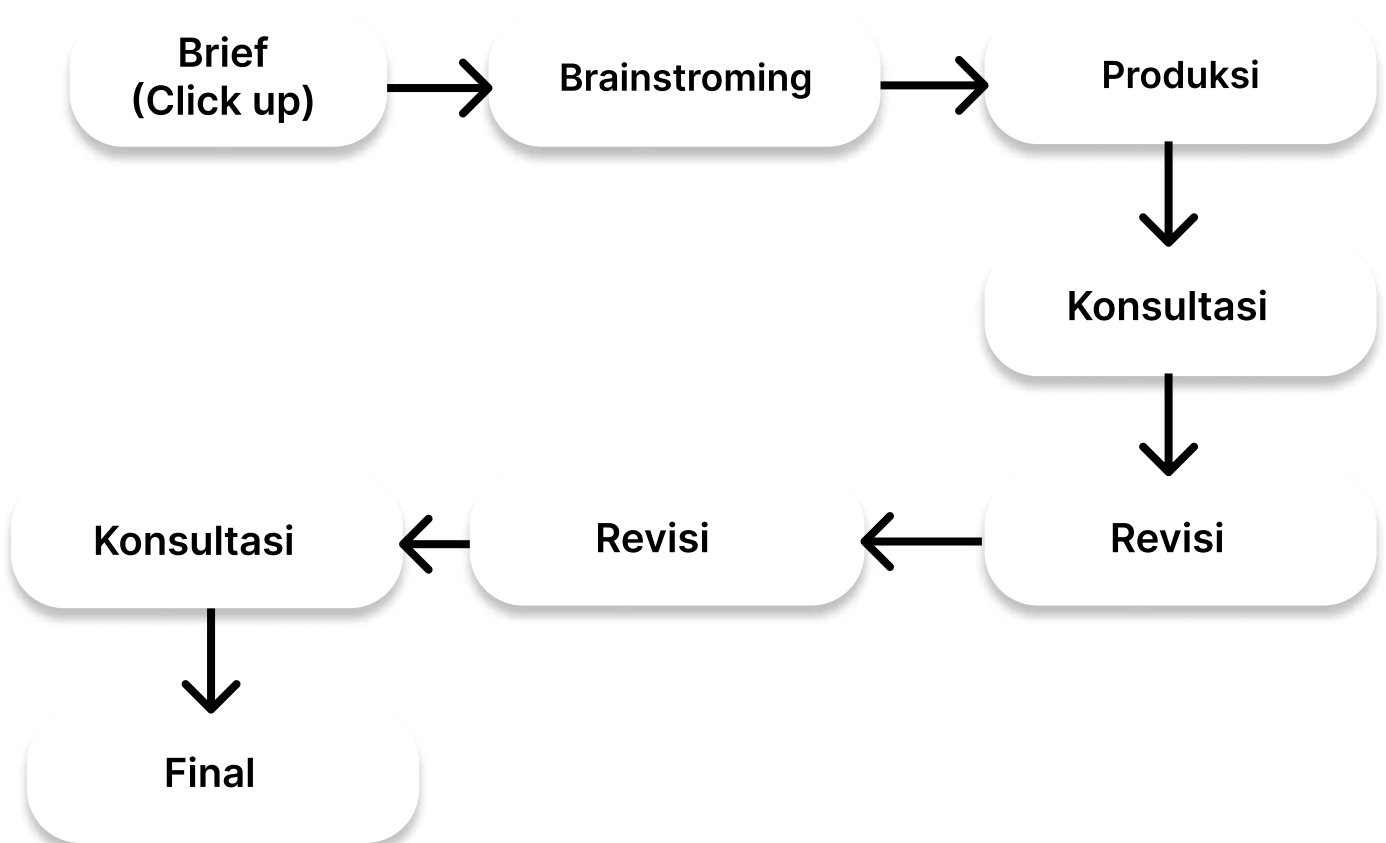 Brief
(Click up)
Brainstroming
Produksi
Konsultasi
Revisi
Revisi
Konsultasi
Final